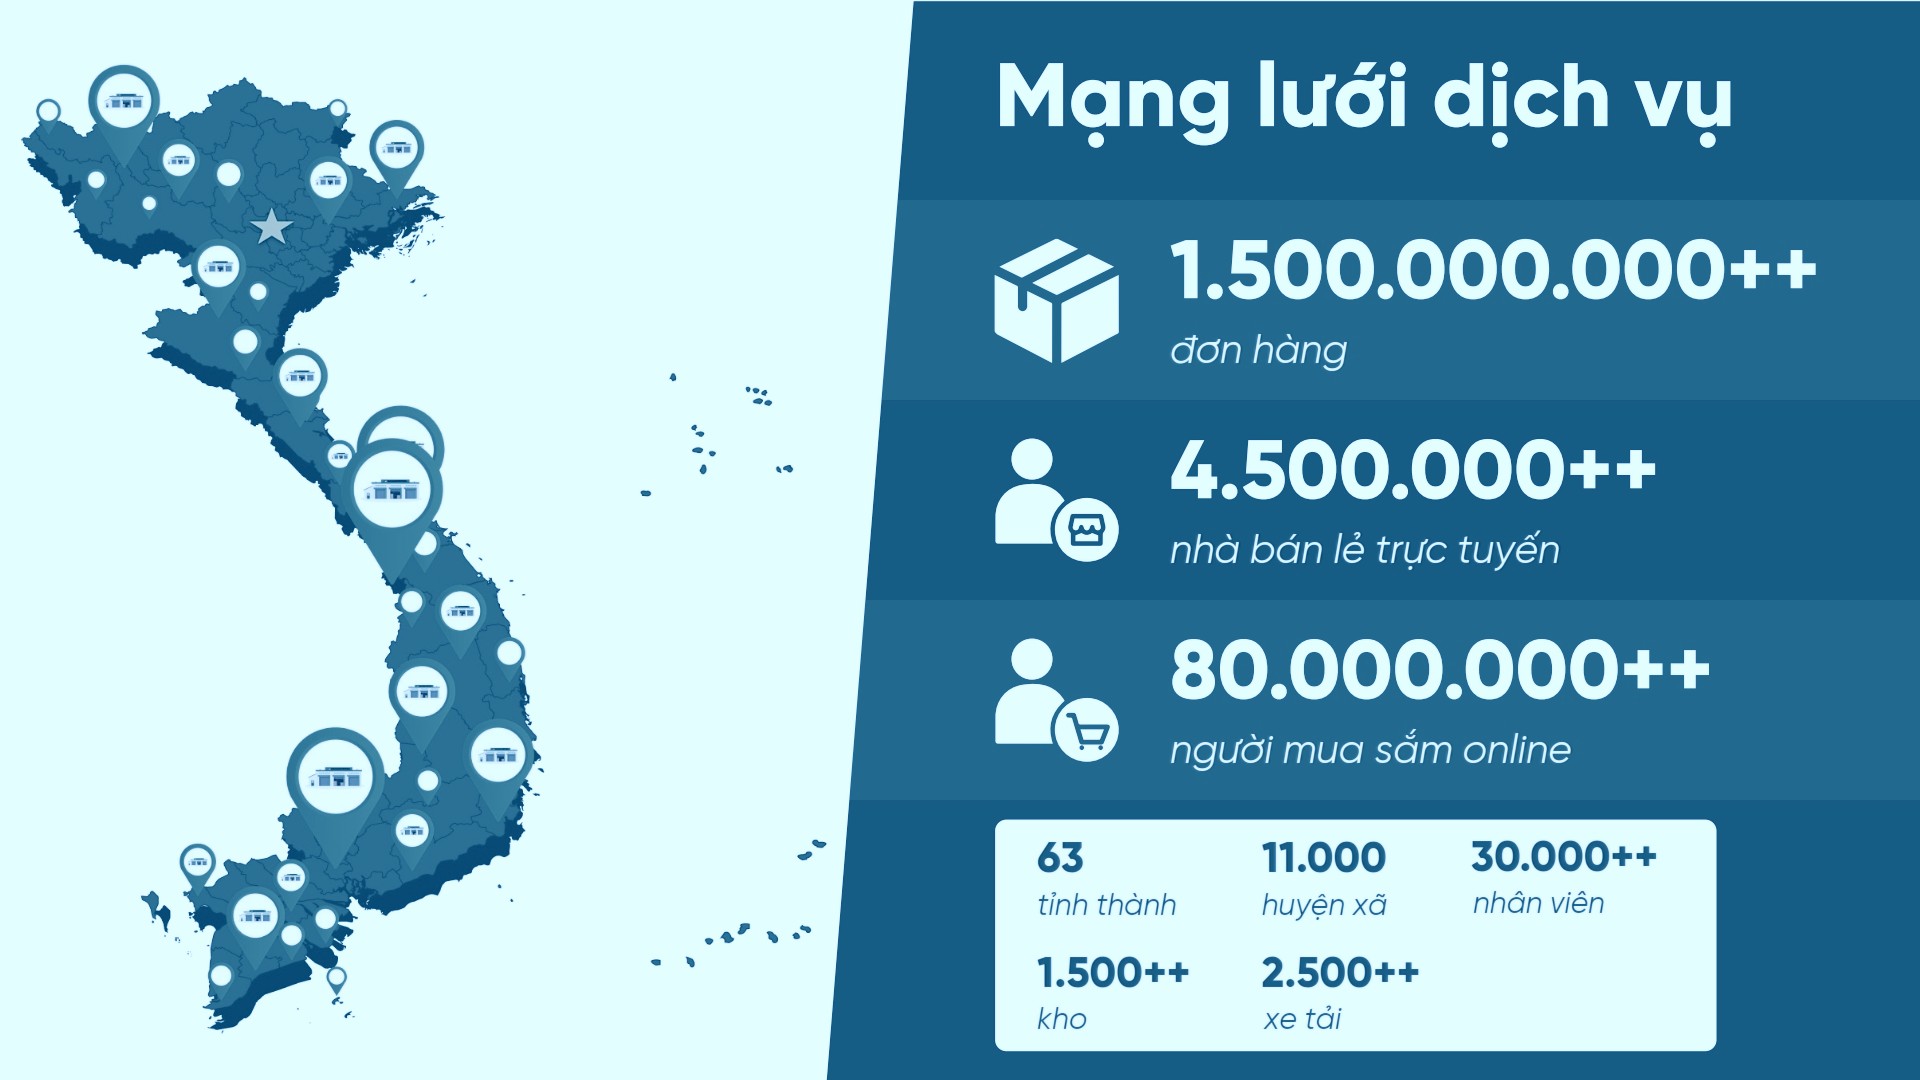 Mạng lưới dịch vụ
1.500.000.000++
đơn hàng
4.500.000++
nhà bán lẻ trực tuyến
80.000.000++
người mua sắm online
63
tỉnh thành
11.000
huyện xã
30.000++
nhân viên
1.500++
kho
2.500++
xe tải